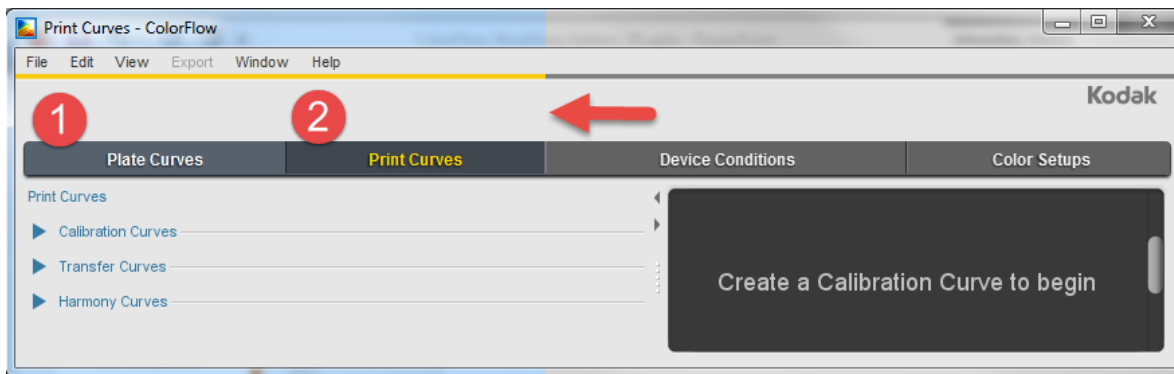 Print Curves - ColorFlow
File Edit View Export Window Help
Kodak
1 2
Plate Curves Print Curves Device Conditions Color Setups
Print Curves
Calibration Curves
Transfer Curves
Harmony Curves
Create a Calibration Curve to begin